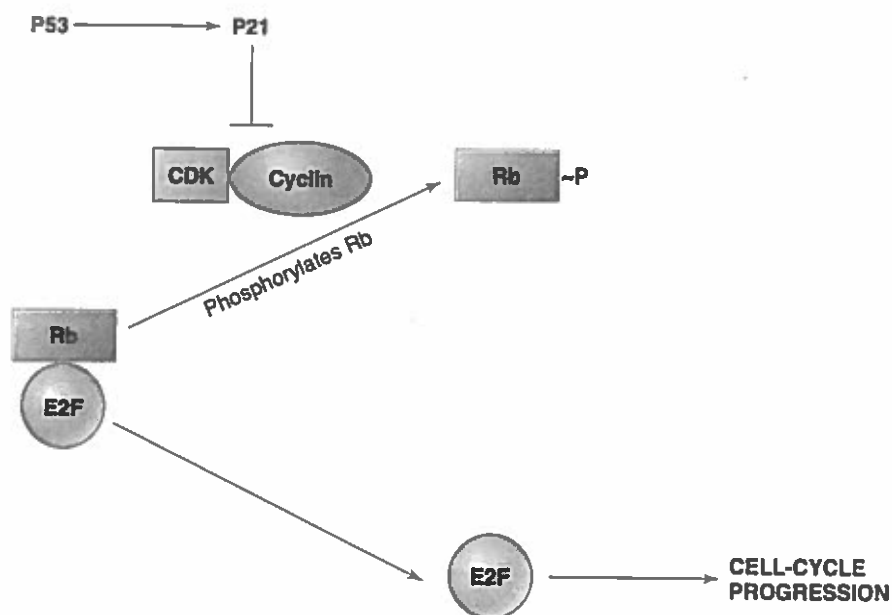 P53
P21
CDK
Cyclin
Rb
~P
Phosphorylates Rb
Rb
E2F
E2F
CELL-CYCLE
PROGRESSION